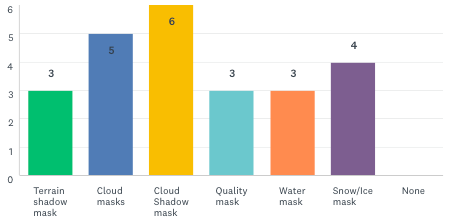 6
5
4
3
2
1
0
3
5
6
3
3
4
Terrain
shadow
mask
Cloud
masks
Cloud
Shadow
mask
Quality
mask
Water
mask
Snow/Ice
mask
None